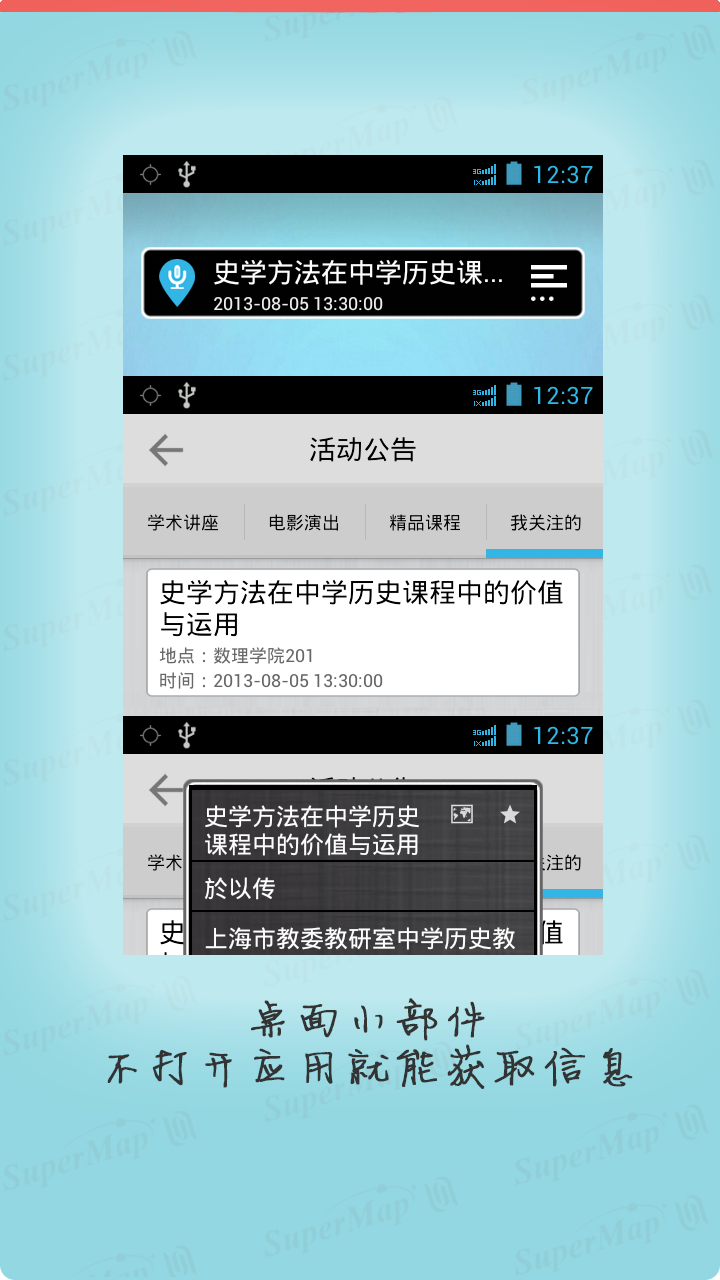 SuperMap
12:37
史学方法在中学历史课...
2013-08-05 13:30:00
12:37
活动公告
学术讲座 电影演出 精品课程 我关注的
史学方法在中学历史课程中的价值
与运用
地点：数理学院201
时间：2013-08-05 13:30:00
12:37
史学方法在中学历史
课程中的价值与运用
学术 关注的
於以传
史 值
上海市教委教研室中学历史教
桌面小部件
不打开应用就能获取信息